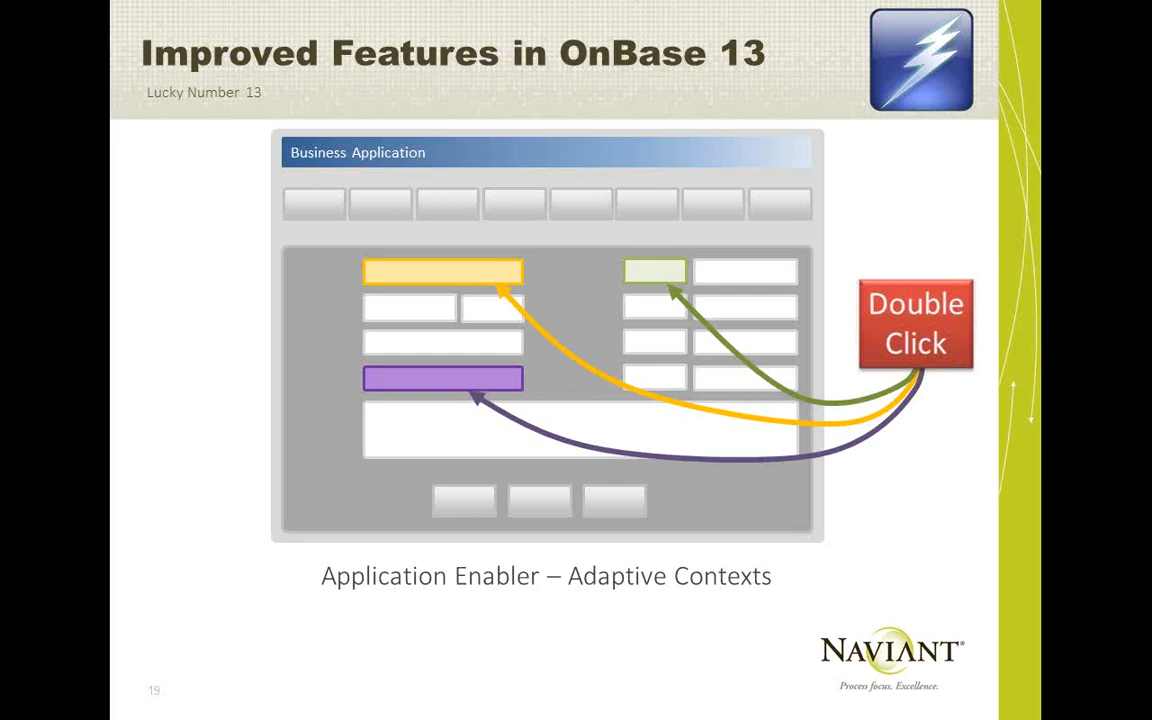 Improved Features in OnBase 13
Lucky Number 13
Business Application
Double
Click
Application Enabler – Adaptive Contexts
NAVIANT®
Process focus. Excellence.
19